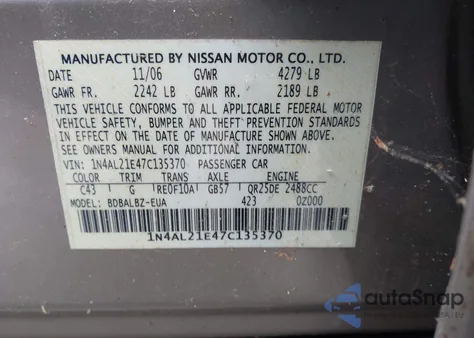 MANUFACTURED BY NISSAN MOTOR CO., LTD.
DATE 11/06 GVWR 4279 LB
GAWR FR. 2242 LB GAWR RR. 2189 LB
THIS VEHICLE CONFORMS TO ALL APPLICABLE FEDERAL MOTOR
VEHICLE SAFETY, BUMPER AND THEFT PREVENTION STANDARDS
IN EFFECT ON THE DATE OF MANUFACTURE SHOWN ABOVE.
SEE OWNERS MANUAL FOR ADDITIONAL INFORMATION.
VIN: 1N4AL21E47C135370 PASSENGER CAR
COLOR TRIM TRANS AXLE ENGINE
C43 G RE0F10A GB57 QR25DE 2488CC
MODEL: BDBALBZ-EUA 423 0Z000
1N4AL21E47C135370
autoSnap